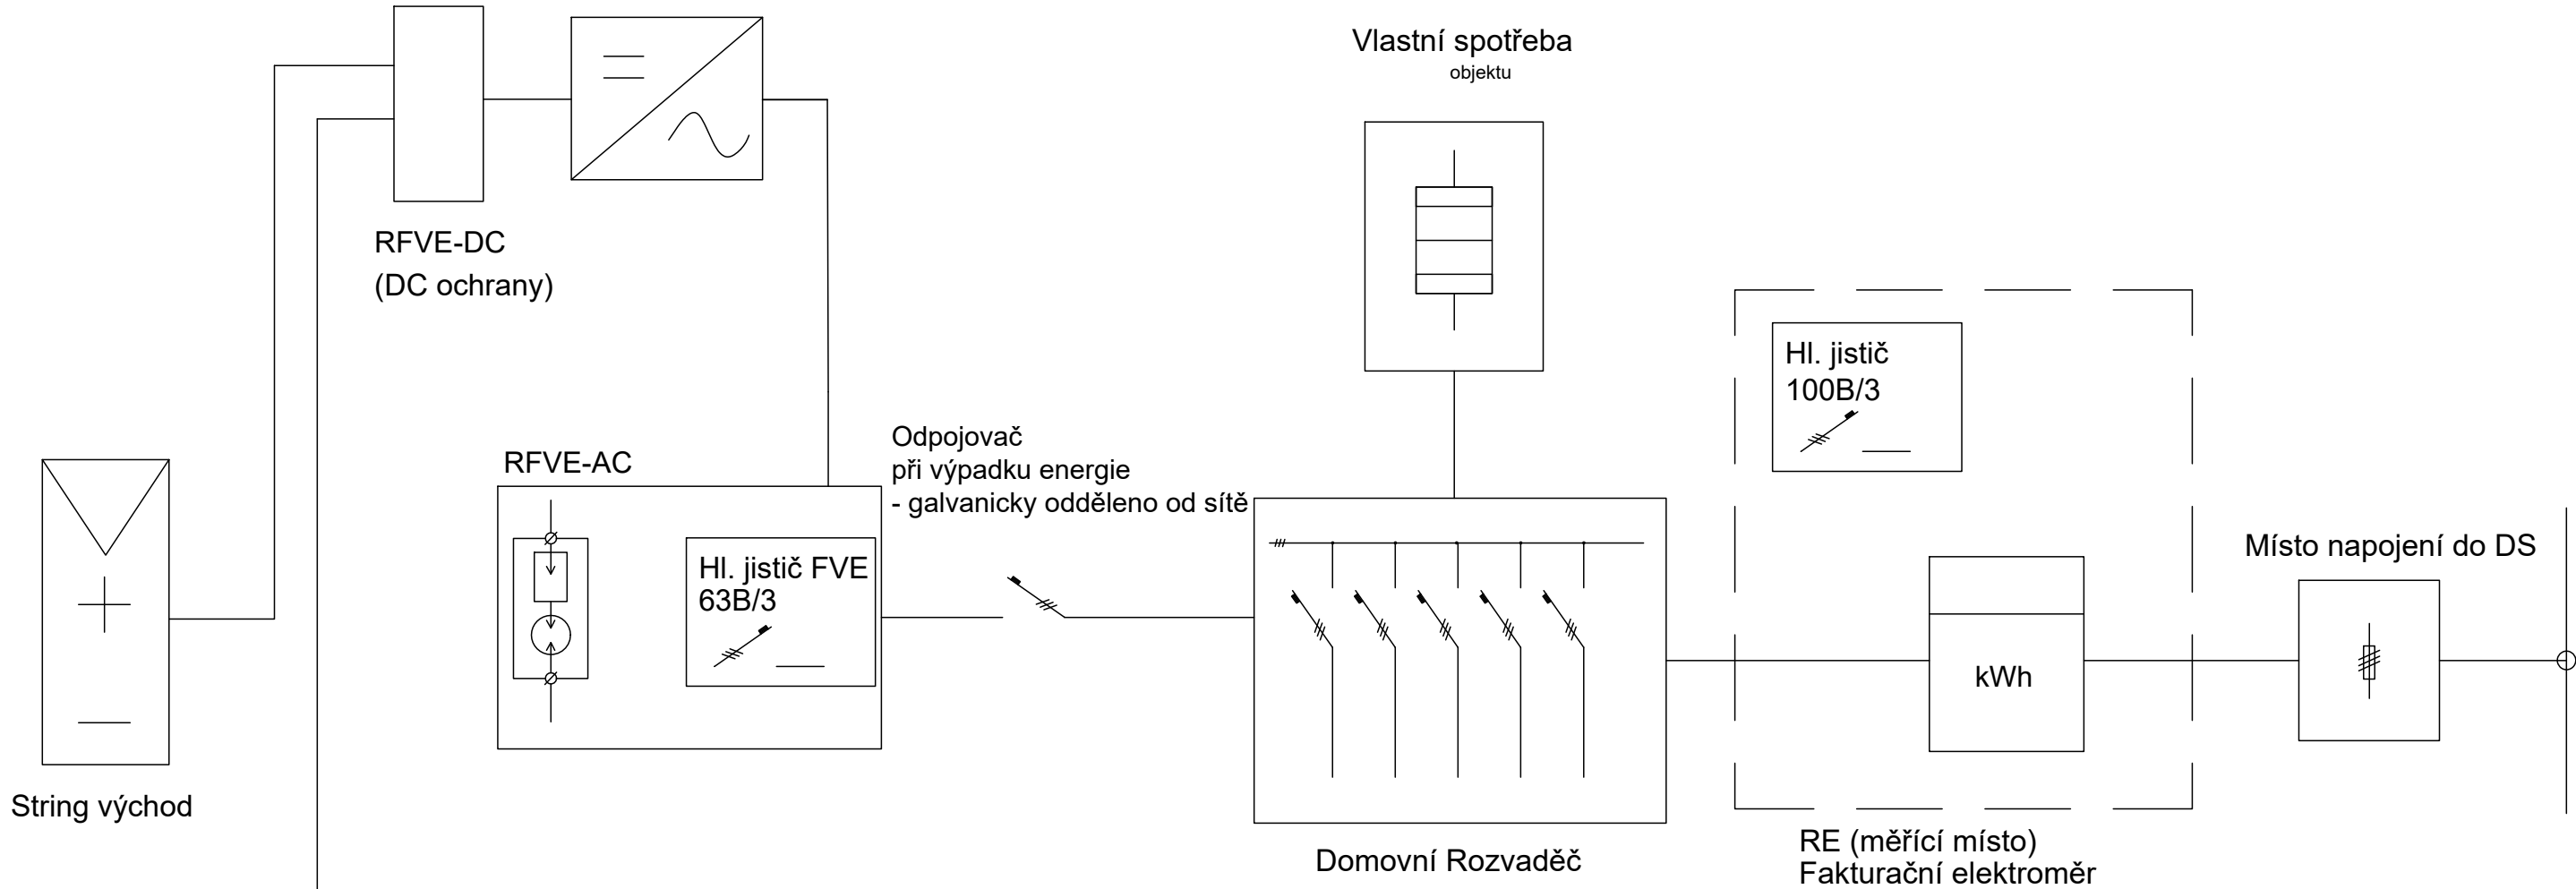 Vlastní spotřeba
objektu
RFVE-DC
(DC ochrany)
Hl. jistič
100B/3
Odpojovač
při výpadku energie
- galvanicky odděleno od sítě
RFVE-AC
Hl. jistič FVE
63B/3
Místo napojení do DS
kWh
String východ
Domovní Rozvaděč
RE (měřící místo)
Fakturační elektroměr